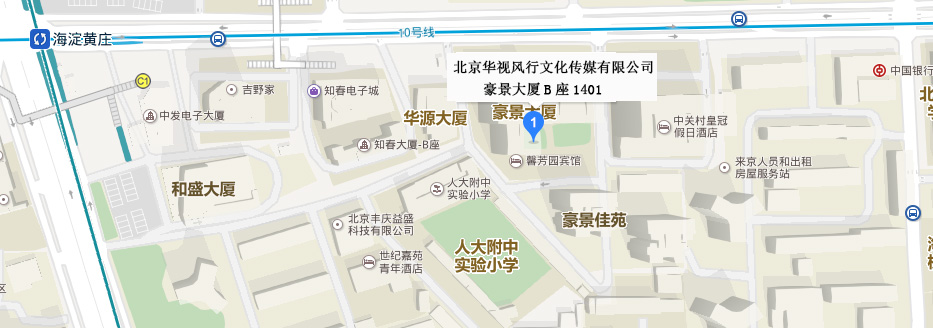 海淀黄庄
10号线
北京华视风行文化传媒有限公司
豪景大厦B座1401
C1
吉野家
知春电子城
中发电子大厦
华源大厦
豪景大厦
1
中国银行
北
学
中关村皇冠
假日酒店
知春大厦-B座
馨芳园宾馆
来京人员和出租
房屋服务站
和盛大厦
人大附中
实验小学
北京丰庆益盛
科技有限公司
豪景佳苑
人大附中
实验小学
世纪嘉苑
青年酒店
区